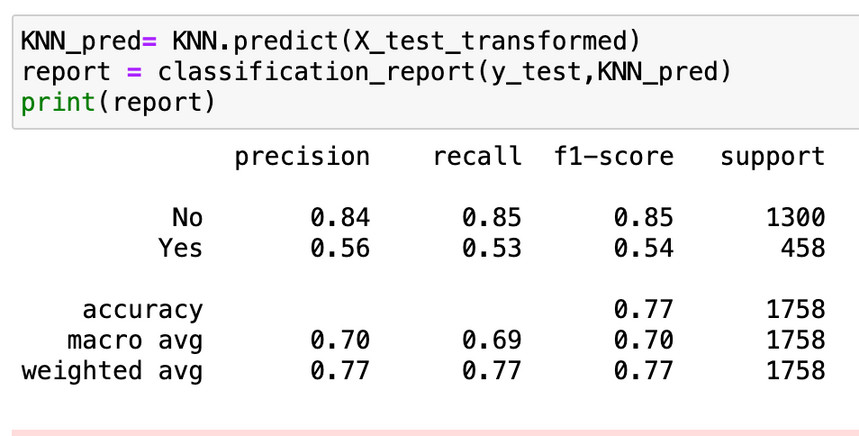 KNN_pred= KNN.predict(X_test_transformed)
report = classification_report(y_test,KNN_pred)
print(report)
precision recall f1-score support
No 0.84 0.85 0.85 1300
Yes 0.56 0.53 0.54 458
accuracy 0.77 1758
macro avg 0.70 0.69 0.70 1758
weighted avg 0.77 0.77 0.77 1758